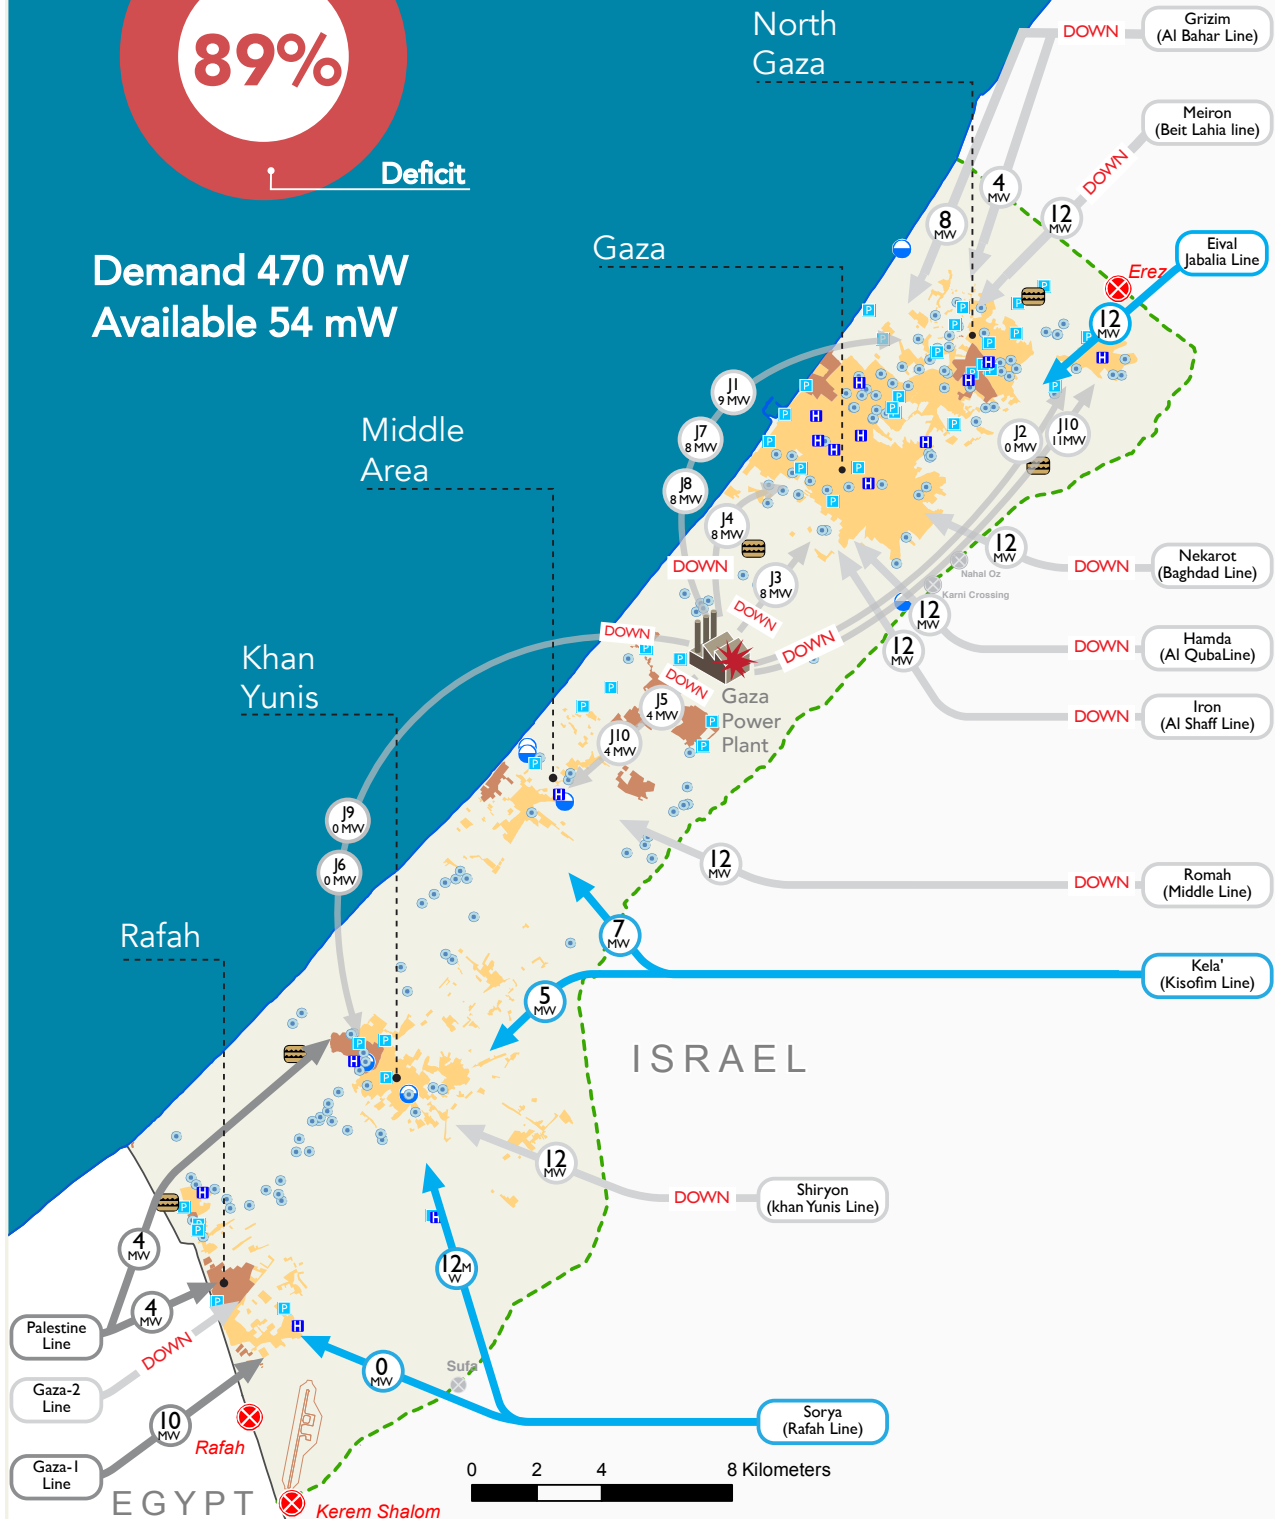 89%
Deficit
Demand 470 mW
Available 54 mW
North
Gaza
Gaza
Middle
Area
Khan
Yunis
Rafah
Grizim
(Al Bahar Line)
DOWN
Meiron
(Beit Lahia line)
DOWN
Eival
Jabalia Line
Erez
4
MW
8
MW
12
MW
12
MW
J1
9 MW
J7
8 MW
J8
8 MW
J4
8 MW
J3
8 MW
J2
0 MW
J10
11MW
DOWN
DOWN
DOWN
DOWN
DOWN
Gaza
Power
Plant
J5
4 MW
J10
4 MW
J9
0 MW
J6
0 MW
12
MW
DOWN
Nekarot
(Baghdad Line)
Nahal Oz
Karni Crossing
12
MW
DOWN
Hamda
(Al QubaLine)
12
MW
DOWN
Iron
(Al Shaff Line)
12
MW
DOWN
Romah
(Middle Line)
7
MW
5
MW
Kela'
(Kisofim Line)
ISRAEL
12
MW
DOWN
Shiryon
(khan Yunis Line)
12M
W
0
MW
Sufa
Sorya
(Rafah Line)
4
MW
4
MW
Palestine
Line
DOWN
Gaza-2
Line
10
MW
Gaza-1
Line
Rafah
EGYPT
Kerem Shalom
0 2 4 8 Kilometers